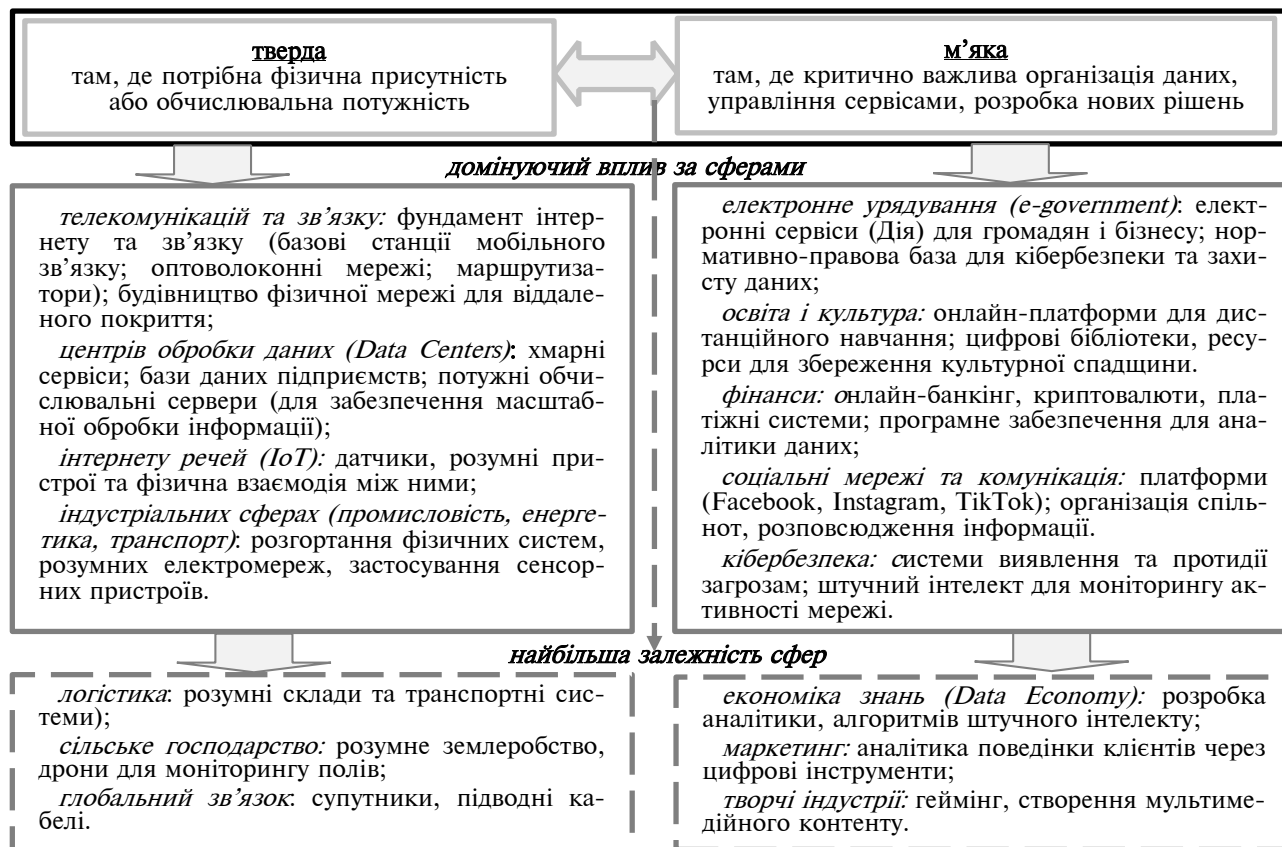 тверда
там, де потрібна фізична присутність
або обчислювальна потужність
м’яка
там, де критично важлива організація даних,
управління сервісами, розробка нових рішень
домінуючий вплив за сферами
телекомунікацій та зв’язку: фундамент інтер-
нету та зв’язку (базові станції мобільного
зв’язку; оптоволоконні мережі; маршрутиза-
тори); будівництво фізичної мережі для віддале-
ного покриття;
центрів обробки даних (Data Centers): хмарні
сервіси; бази даних підприємств; потужні обчи-
слювальні сервери (для забезпечення масштаб-
ної обробки інформації);
інтернету речей (IoT): датчики, розумні при-
строї та фізична взаємодія між ними;
індустріальних сферах (промисловість, енерге-
тика, транспорт): розгортання фізичних систем,
розумних електромереж, застосування сенсор-
них пристроїв.
електронне урядування (e-government): елект-
ронні сервіси (Дія) для громадян і бізнесу; нор-
мативно-правова база для кібербезпеки та захи-
сту даних;
освіта і культура: онлайн-платформи для дис-
танційного навчання; цифрові бібліотеки, ресу-
рси для збереження культурної спадщини.
фінанси: онлайн-банкінг, криптовалюти, пла-
тіжні системи; програмне забезпечення для ана-
літики даних;
соціальні мережі та комунікація: платформи
(Facebook, Instagram, TikTok); організація спіль-
нот, розповсюдження інформації.
кібербезпека: системи виявлення та протидії
загрозам; штучний інтелект для моніторингу ак-
тивності мережі.
найбільша залежність сфер
логістика: розумні склади та транспортні сис-
теми);
сільське господарство: розумне землеробство,
дрони для моніторингу полів;
глобальний зв’язок: супутники, підводні ка-
белі.
економіка знань (Data Economy): розробка
аналітики, алгоритмів штучного інтелекту;
маркетинг: аналітика поведінки клієнтів через
цифрові інструменти;
творчі індустрії: геймінг, створення мультиме-
дійного контенту.